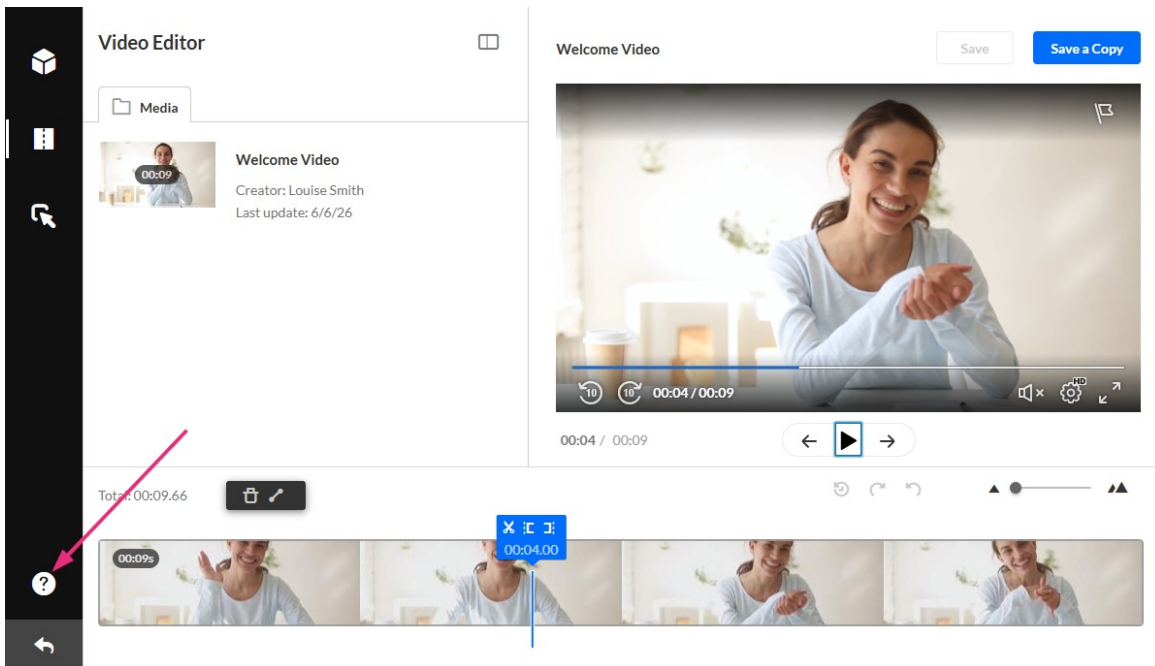 Video Editor
Media
00:09
Welcome Video
Creator: Louise Smith
Last update: 6/6/26
Welcome Video
Save
Save a Copy
10
10
00:04 / 00:09
HD
00:04 / 00:09
Total: 00:09.66
00:04.00
00:09s
?